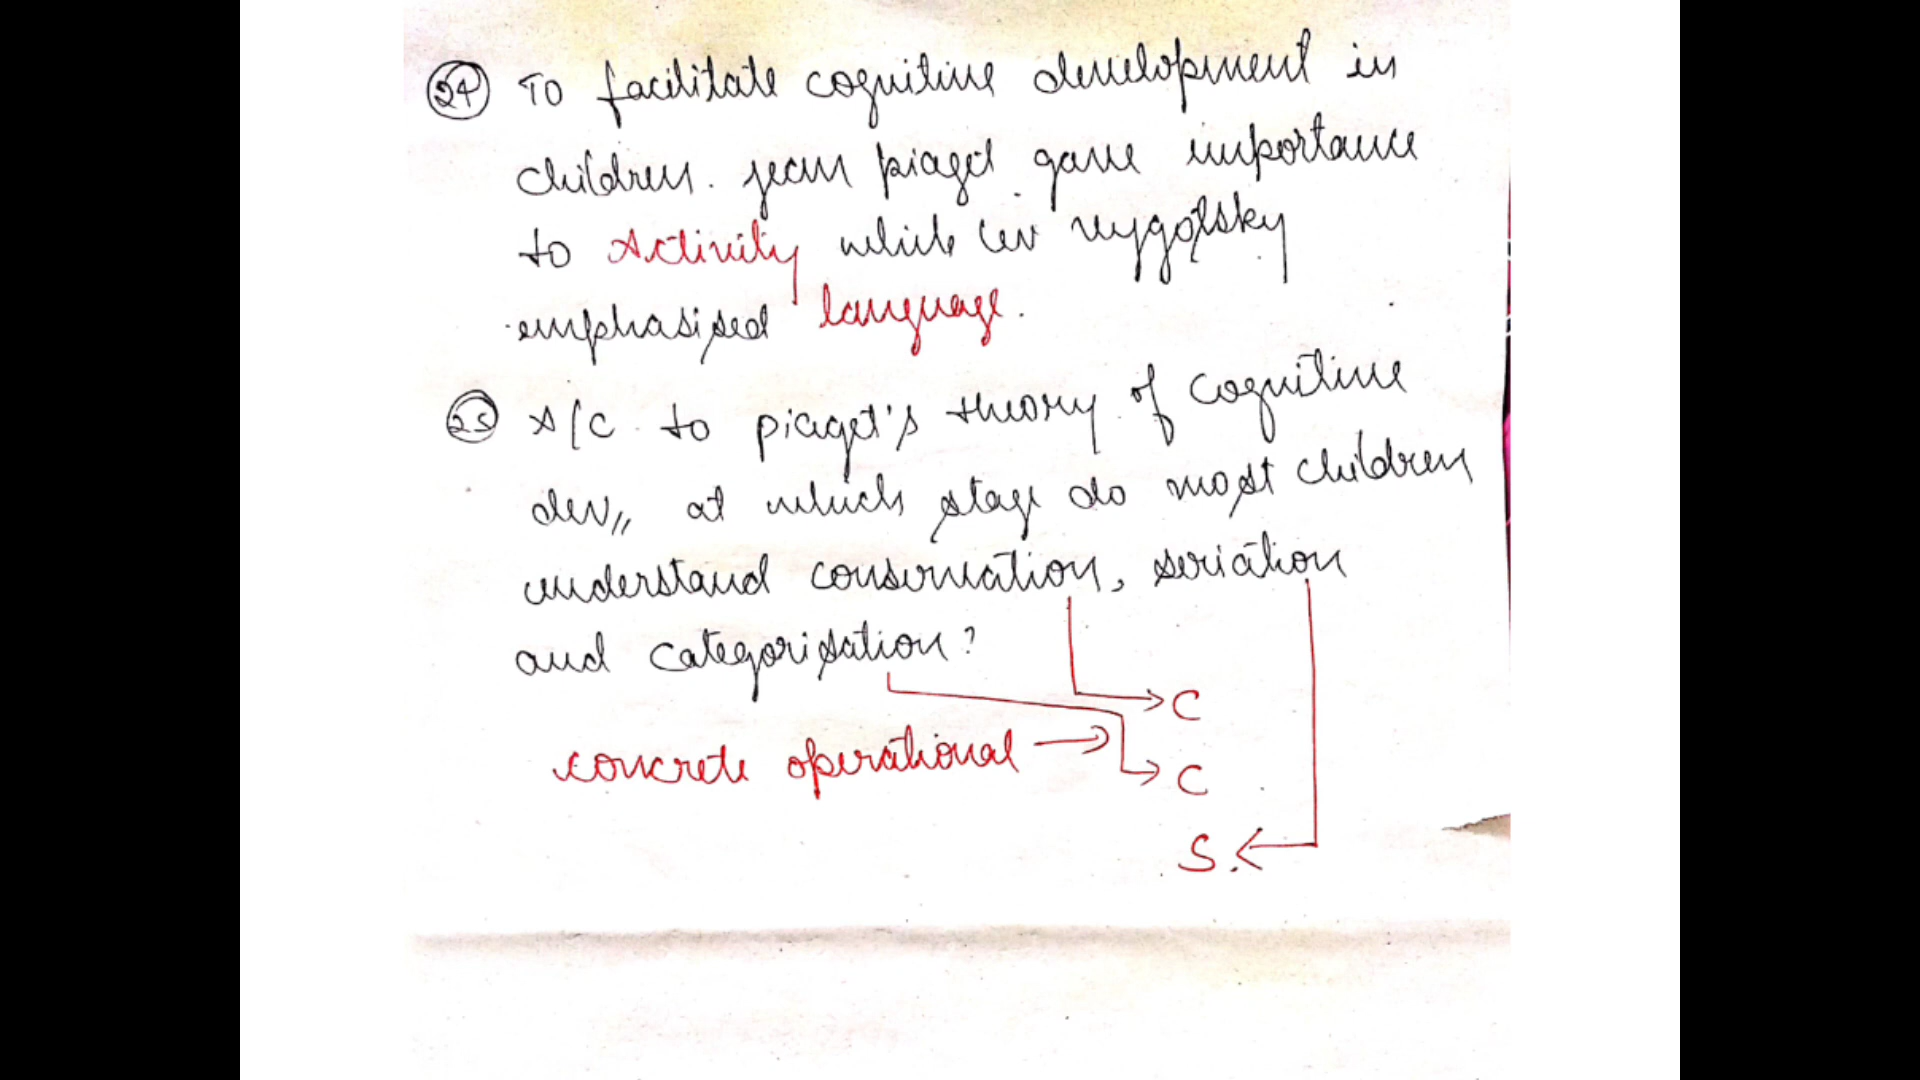 24 To facilitate cognitive development in
children. jean piaget gave importance
to Activity while Lev vygotsky
emphasised language.
25 A/C to piaget's theory of cognitive
dev,, at which stage do most children
understand conservation, seriation
and categorisation?
→ C
concrete operational →
→ C
S ←